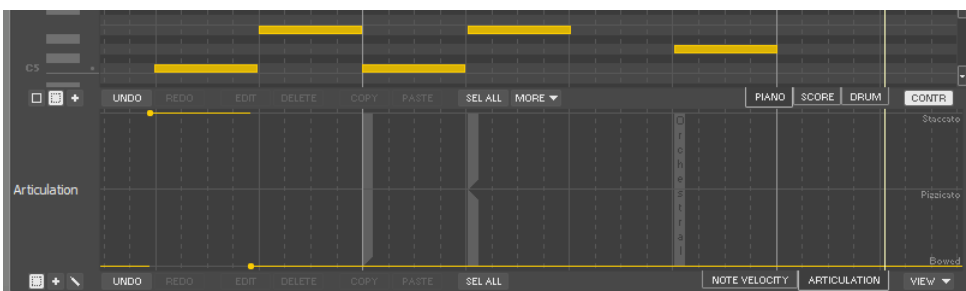 C5
UNDO REDO EDIT DELETE COPY PASTE SEL ALL MORE PIANO SCORE DRUM CONTR
Staccato
Orchestral
Articulation
Pizzicato
Bowed
UNDO REDO EDIT DELETE COPY PASTE SEL ALL NOTE VELOCITY ARTICULATION VIEW